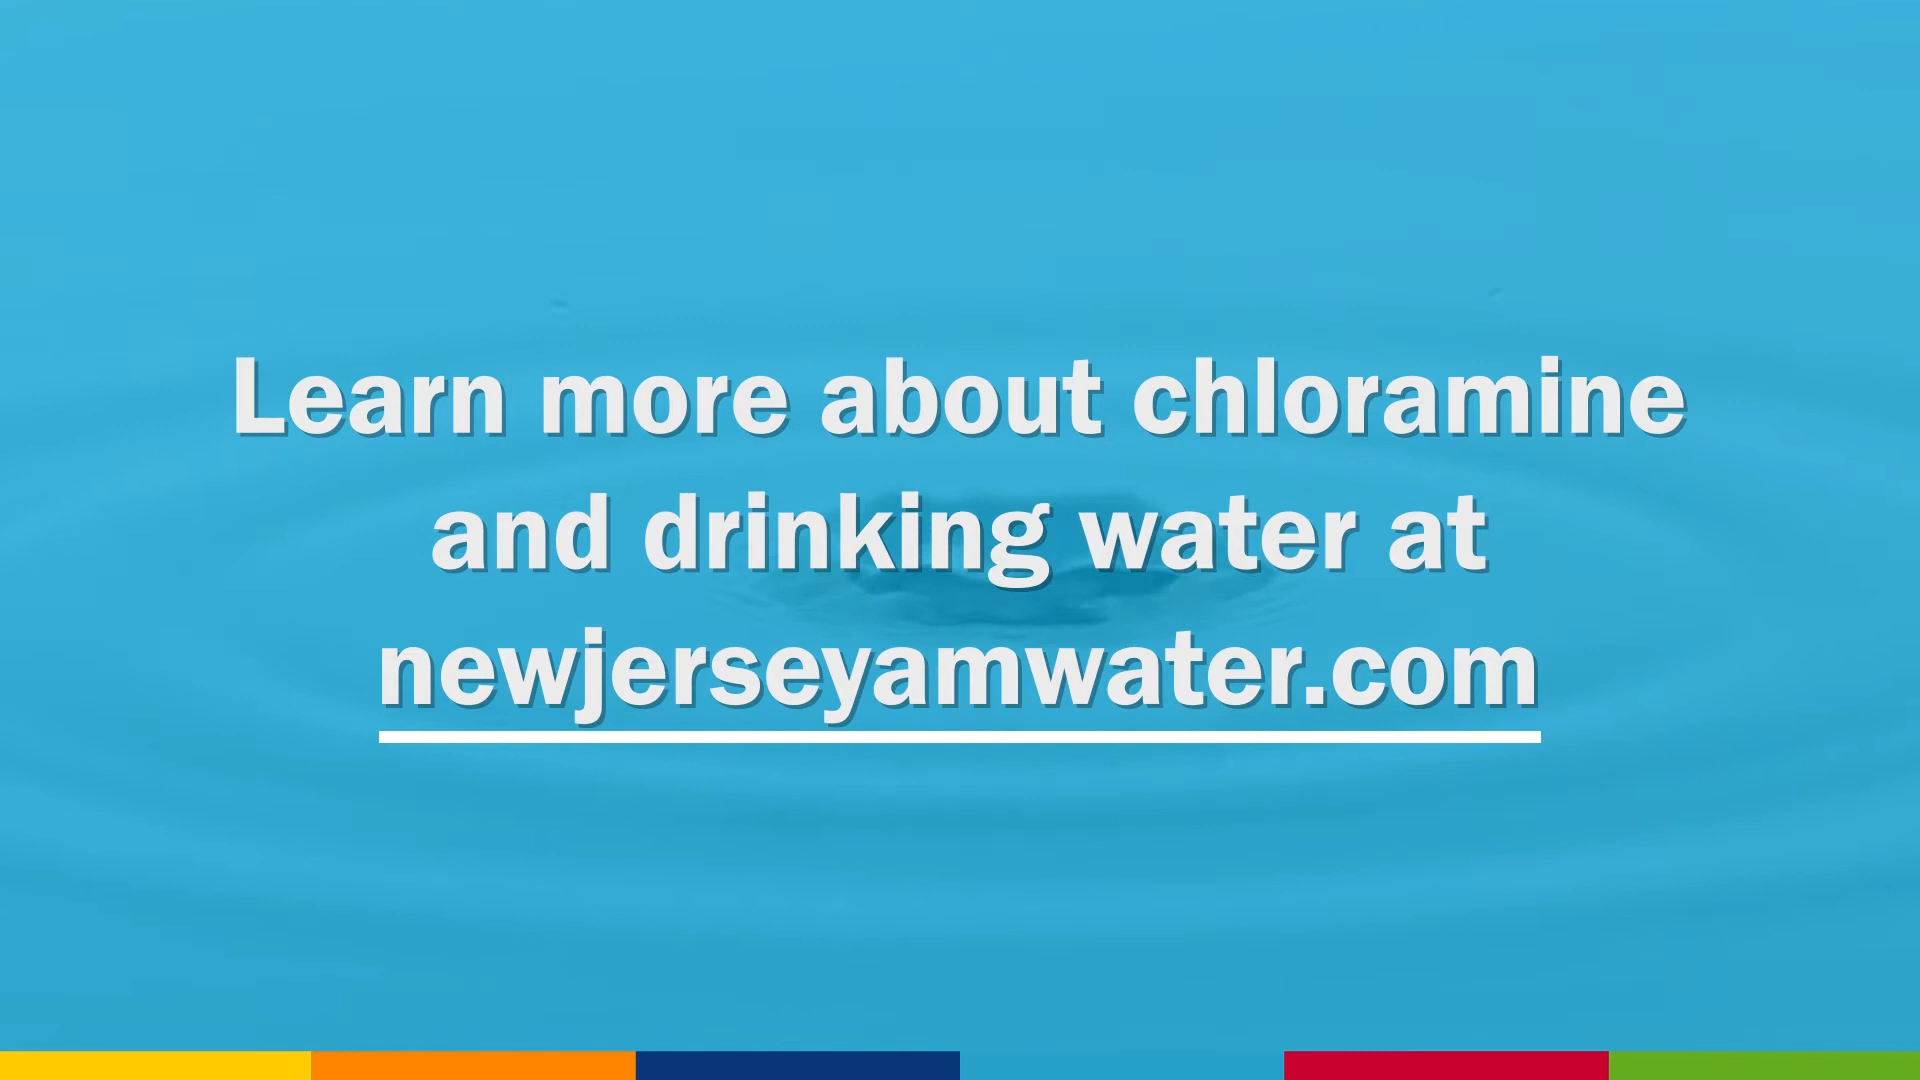 Learn more about chloramine
and drinking water at
newjerseyamwater.com